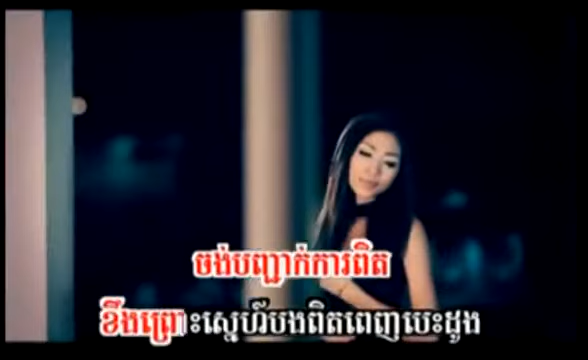 ចង់បញ្ជាក់ការពិត
ខឹងព្រោះស្នេហ៍បងពិតពេញបេះដូង